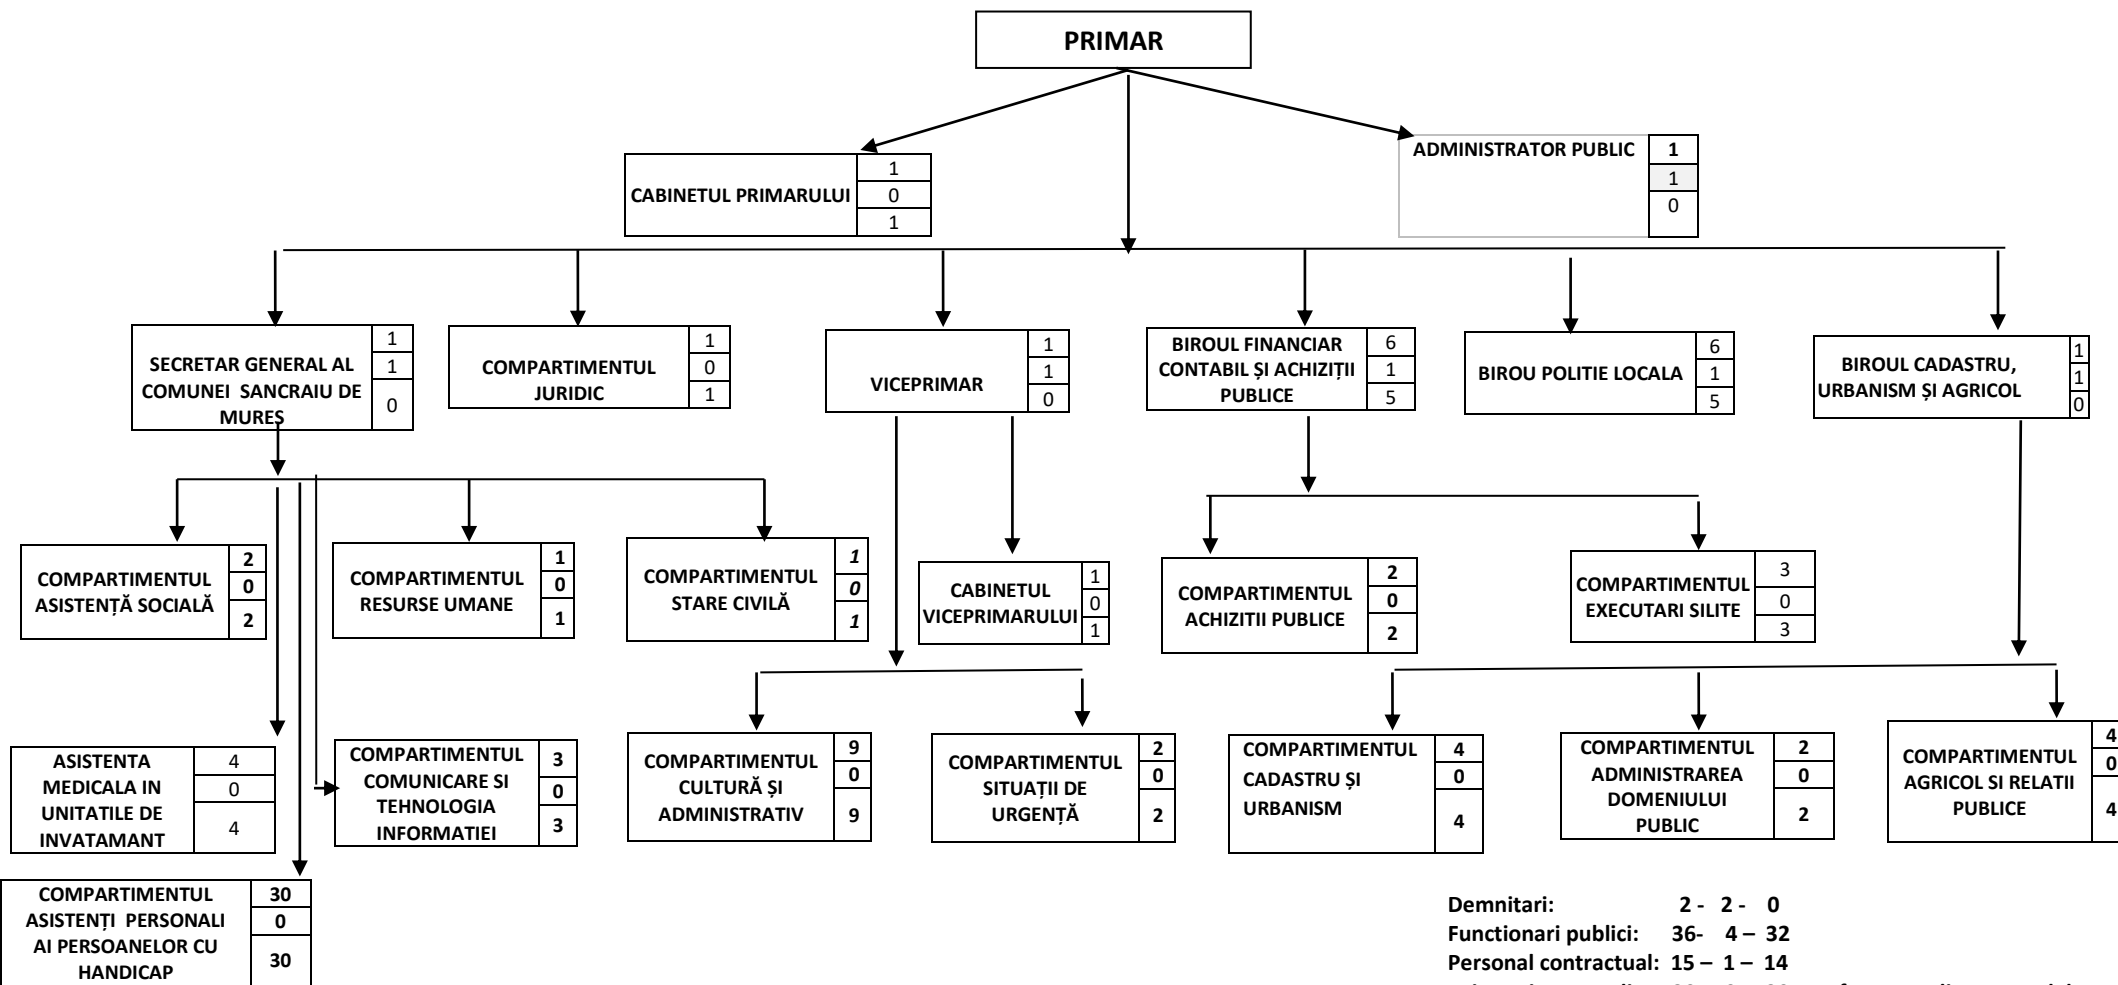 PRIMAR
CABINETUL PRIMARULUI
1
0
1
ADMINISTRATOR PUBLIC
1
1
0
SECRETAR GENERAL AL
COMUNEI SANCRAIU DE
MUREȘ
1
1
0
COMPARTIMENTUL
JURIDIC
1
0
1
VICEPRIMAR
1
1
0
BIROUL FINANCIAR
CONTABIL ȘI ACHIZIȚII
PUBLICE
6
1
5
BIROU POLITIE LOCALA
6
1
5
BIROUL CADASTRU,
URBANISM ȘI AGRICOL
1
1
0
COMPARTIMENTUL
ASISTENȚĂ SOCIALĂ
2
0
2
COMPARTIMENTUL
RESURSE UMANE
1
0
1
COMPARTIMENTUL
STARE CIVILĂ
1
0
1
CABINETUL
VICEPRIMARULUI
1
0
1
COMPARTIMENTUL
ACHIZITII PUBLICE
2
0
2
COMPARTIMENTUL
EXECUTARI SILITE
3
0
3
ASISTENTA
MEDICALA IN
UNITATILE DE
INVATAMANT
4
0
4
COMPARTIMENTUL
COMUNICARE SI
TEHNOLOGIA
INFORMATIEI
3
0
3
COMPARTIMENTUL
CULTURĂ ȘI
ADMINISTRATIV
9
0
9
COMPARTIMENTUL
SITUAȚII DE
URGENȚĂ
2
0
2
COMPARTIMENTUL
CADASTRU ȘI
URBANISM
4
0
4
COMPARTIMENTUL
ADMINISTRAREA
DOMENIULUI
PUBLIC
2
0
2
COMPARTIMENTUL
AGRICOL SI RELATII
PUBLICE
4
0
4
COMPARTIMENTUL
ASISTENȚI PERSONALI
AI PERSOANELOR CU
HANDICAP
30
0
30
Demnitari: 2 - 2 - 0
Functionari publici: 36- 4 – 32
Personal contractual: 15 – 1 – 14